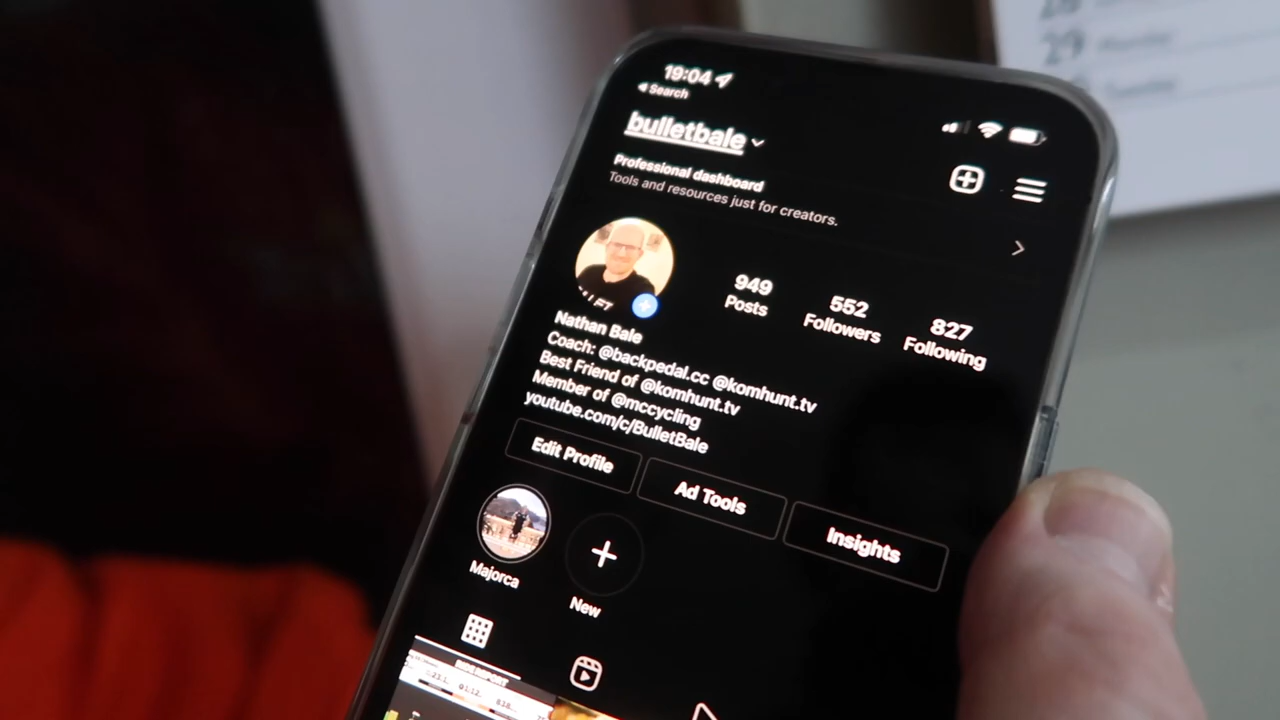 19:04
Search
bulletbale
Professional dashboard
Tools and resources just for creators.
949
Posts
552
Followers
827
Following
Nathan Bale
Coach: @backpedal.cc @komhunt.tv
Best Friend of @komhunt.tv
Member of @mccycling
youtube.com/c/BulletBale
Edit Profile
Ad Tools
Insights
Majorca
New
29 Monday